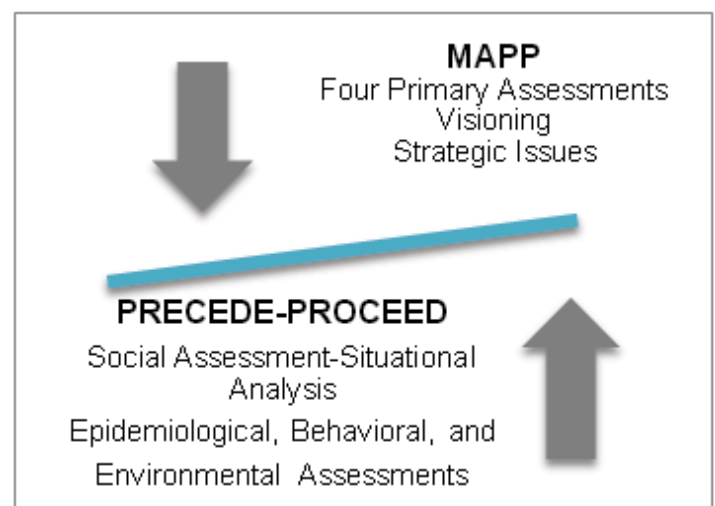 MAPP
Four Primary Assessments
Visioning
Strategic Issues
PRECEDE-PROCEED
Social Assessment-Situational
Analysis
Epidemiological, Behavioral, and
Environmental Assessments